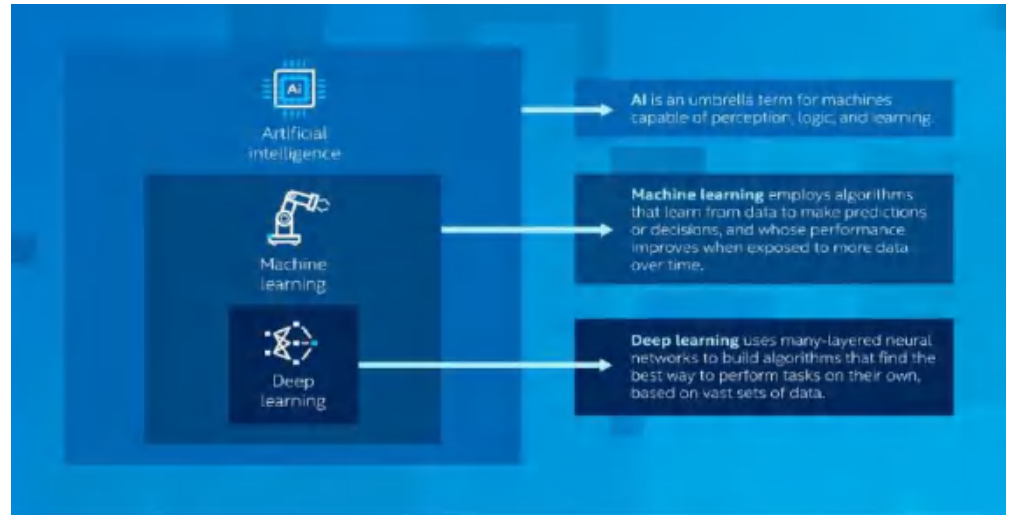 Ai
Artificial
intelligence
AI is an umbrella term for machines
capable of perception, logic, and learning.
Machine
learning
Machine learning employs algorithms
that learn from data to make predictions
or decisions, and whose performance
improves when exposed to more data
over time.
Deep
learning
Deep learning uses many-layered neural
networks to build algorithms that find the
best way to perform tasks on their own,
based on vast sets of data.